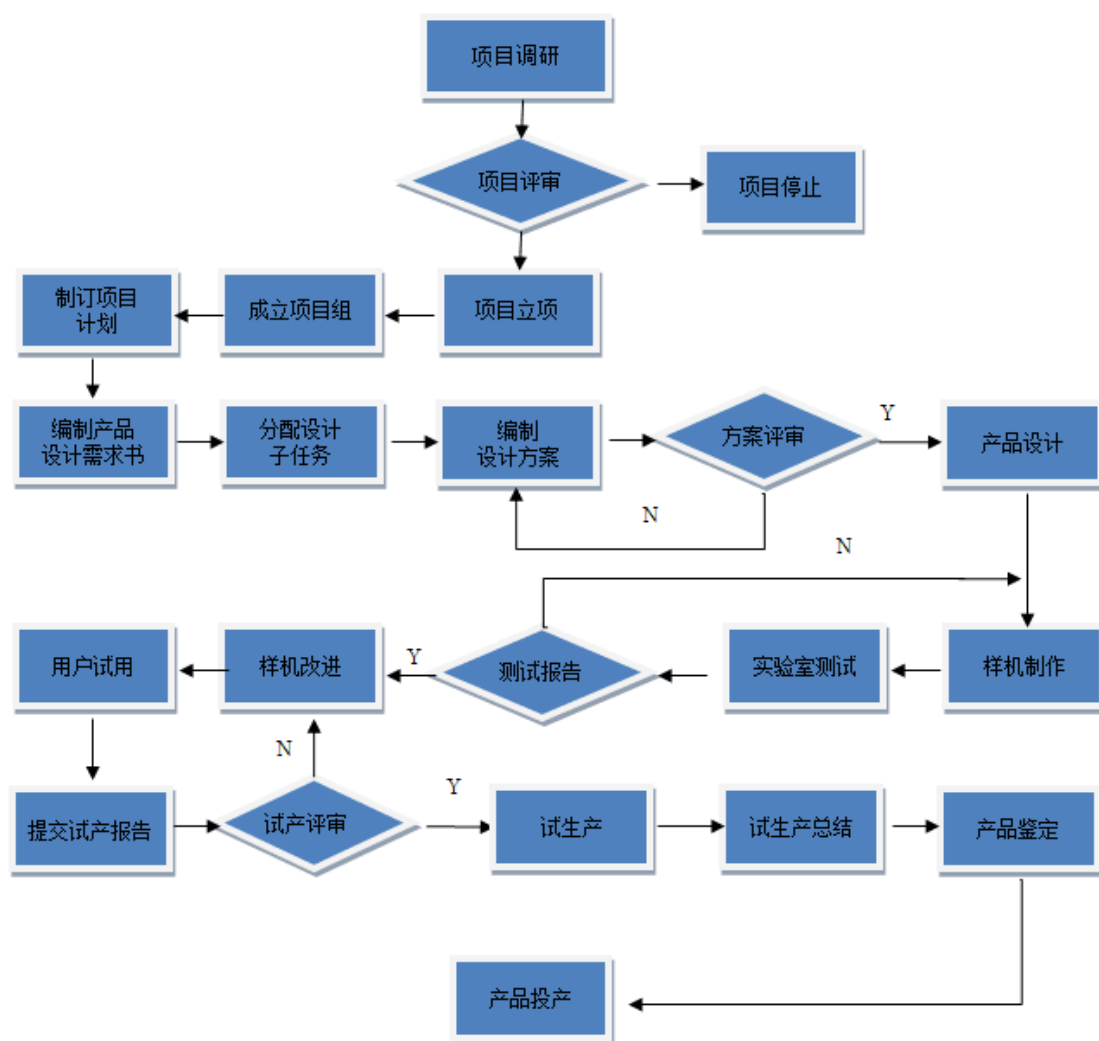 项目调研
项目评审
项目停止
制订项目
计划
成立项目组
项目立项
编制产品
设计需求书
分配设计
子任务
编制
设计方案
方案评审
Y
产品设计
N
N
用户试用
样机改进
Y
测试报告
实验室测试
样机制作
N
提交试产报告
试产评审
Y
试生产
试生产总结
产品鉴定
产品投产